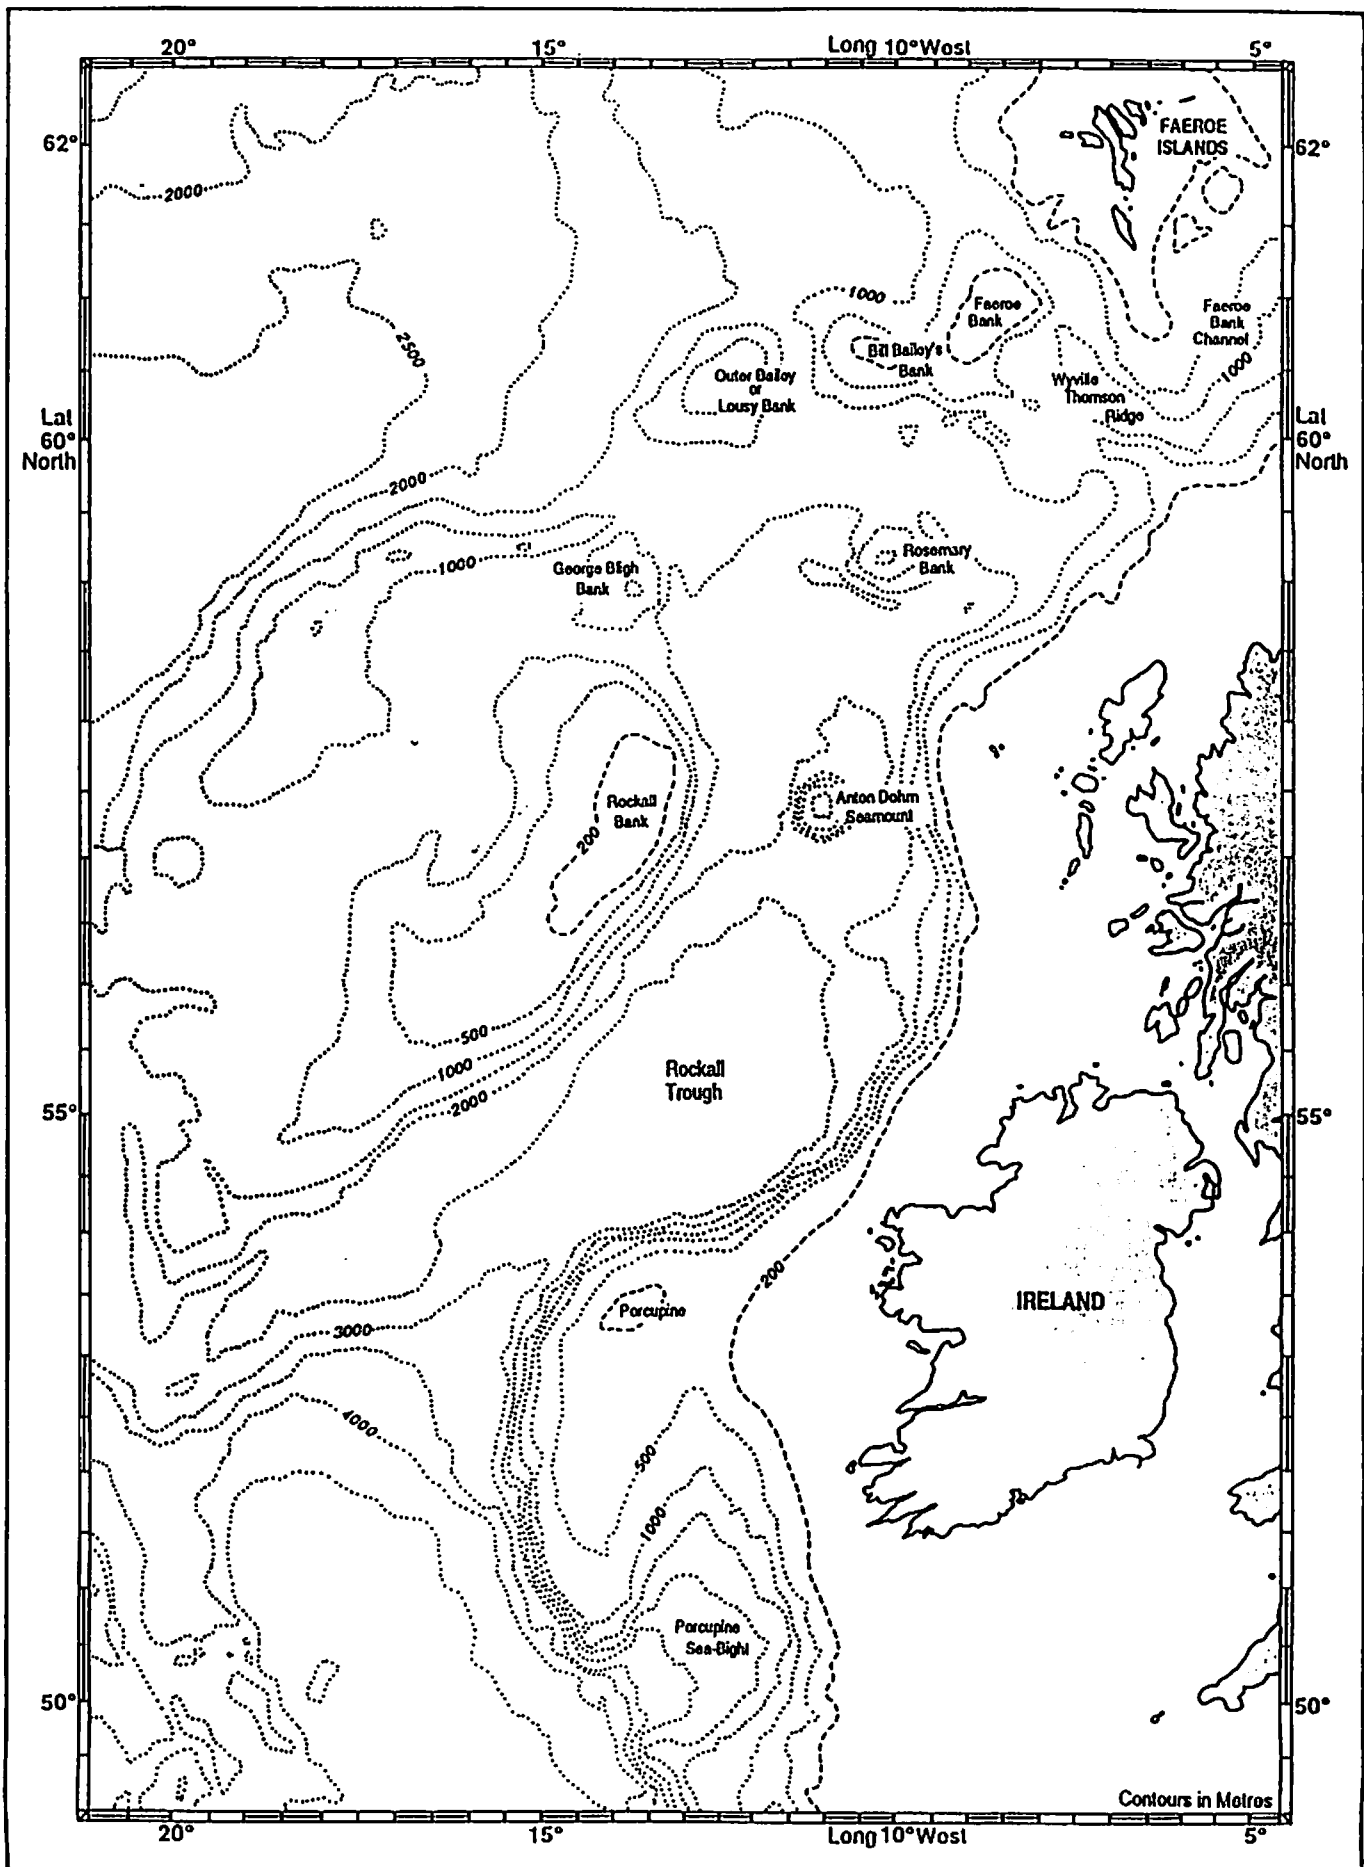 20°
15°
Long 10° West
5°
62°
FAEROE
ISLANDS
62°
2000
1000
Faeroe
Bank
Faeroe
Bank
Channel
2500
Bill Bailey's
Bank
1000
Outer Bailey
or
Lousy Bank
Wyville
Thomson
Ridge
Lat
60°
North
Lat
60°
North
2000
1000
George Bligh
Bank
Rosemary
Bank
Rockall
Bank
200
Anton Dohrn
Seamount
500
1000
2000
Rockall
Trough
55°
55°
200
Porcupine
IRELAND
3000
4000
500
1000
Porcupine
Sea-Bight
50°
50°
Contours in Metres
20°
15°
Long 10° West
5°